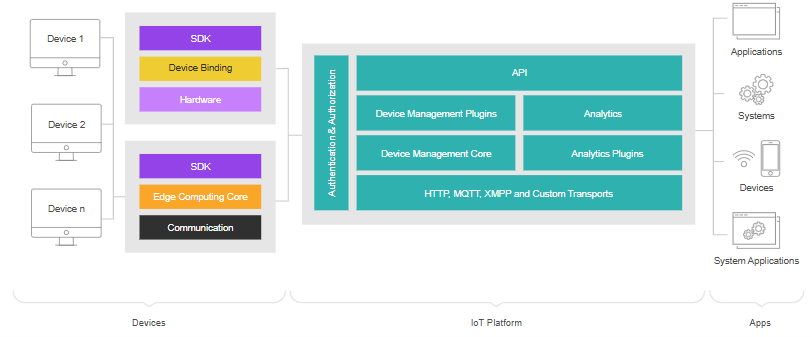 Device 1
Device 2
Device n
SDK
Device Binding
Hardware
SDK
Edge Computing Core
Communication
Authentication & Authorization
API
Device Management Plugins
Analytics
Device Management Core
Analytics Plugins
HTTP, MQTT, XMPP and Custom Transports
Applications
Systems
Devices
System Applications
Devices
IoT Platform
Apps